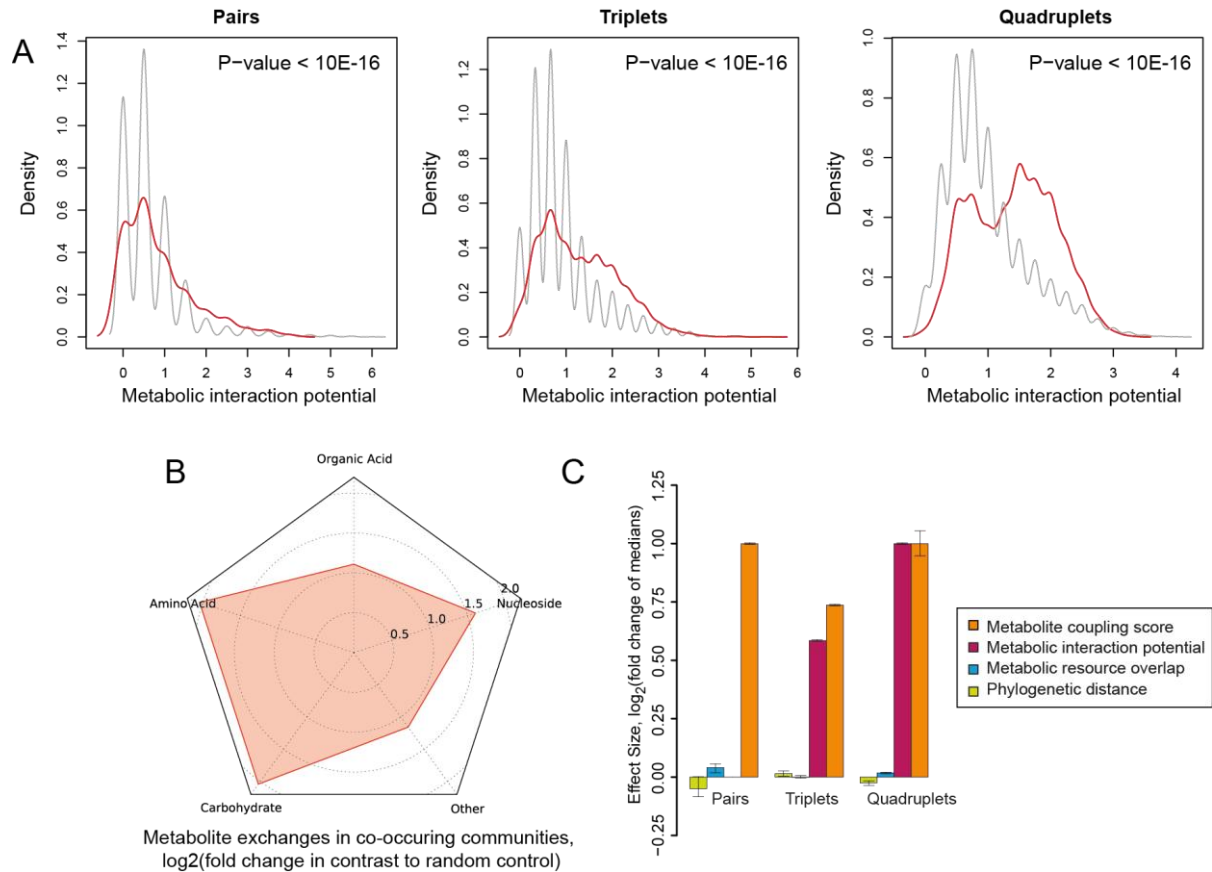 A
Pairs
P-value < 10E-16
Density
0.0
0.2
0.4
0.6
0.8
1.0
1.2
1.4
0 1 2 3 4 5 6
Metabolic interaction potential
Triplets
P-value < 10E-16
Density
0.0
0.2
0.4
0.6
0.8
1.0
1.2
0 1 2 3 4 5 6
Metabolic interaction potential
Quadruplets
P-value < 10E-16
Density
0.0
0.2
0.4
0.6
0.8
1.0
0 1 2 3 4
Metabolic interaction potential
B
Organic Acid
Amino Acid
Nucleoside
Carbohydrate
Other
0.5
1.0
1.5
2.0
Metabolite exchanges in co-occuring communities,
log2(fold change in contrast to random control)
C
Effect Size, log2(fold change of medians)
-0.25
0.00
0.25
0.50
0.75
1.00
1.25
Pairs
Triplets
Quadruplets
Metabolite coupling score
Metabolic interaction potential
Metabolic resource overlap
Phylogenetic distance